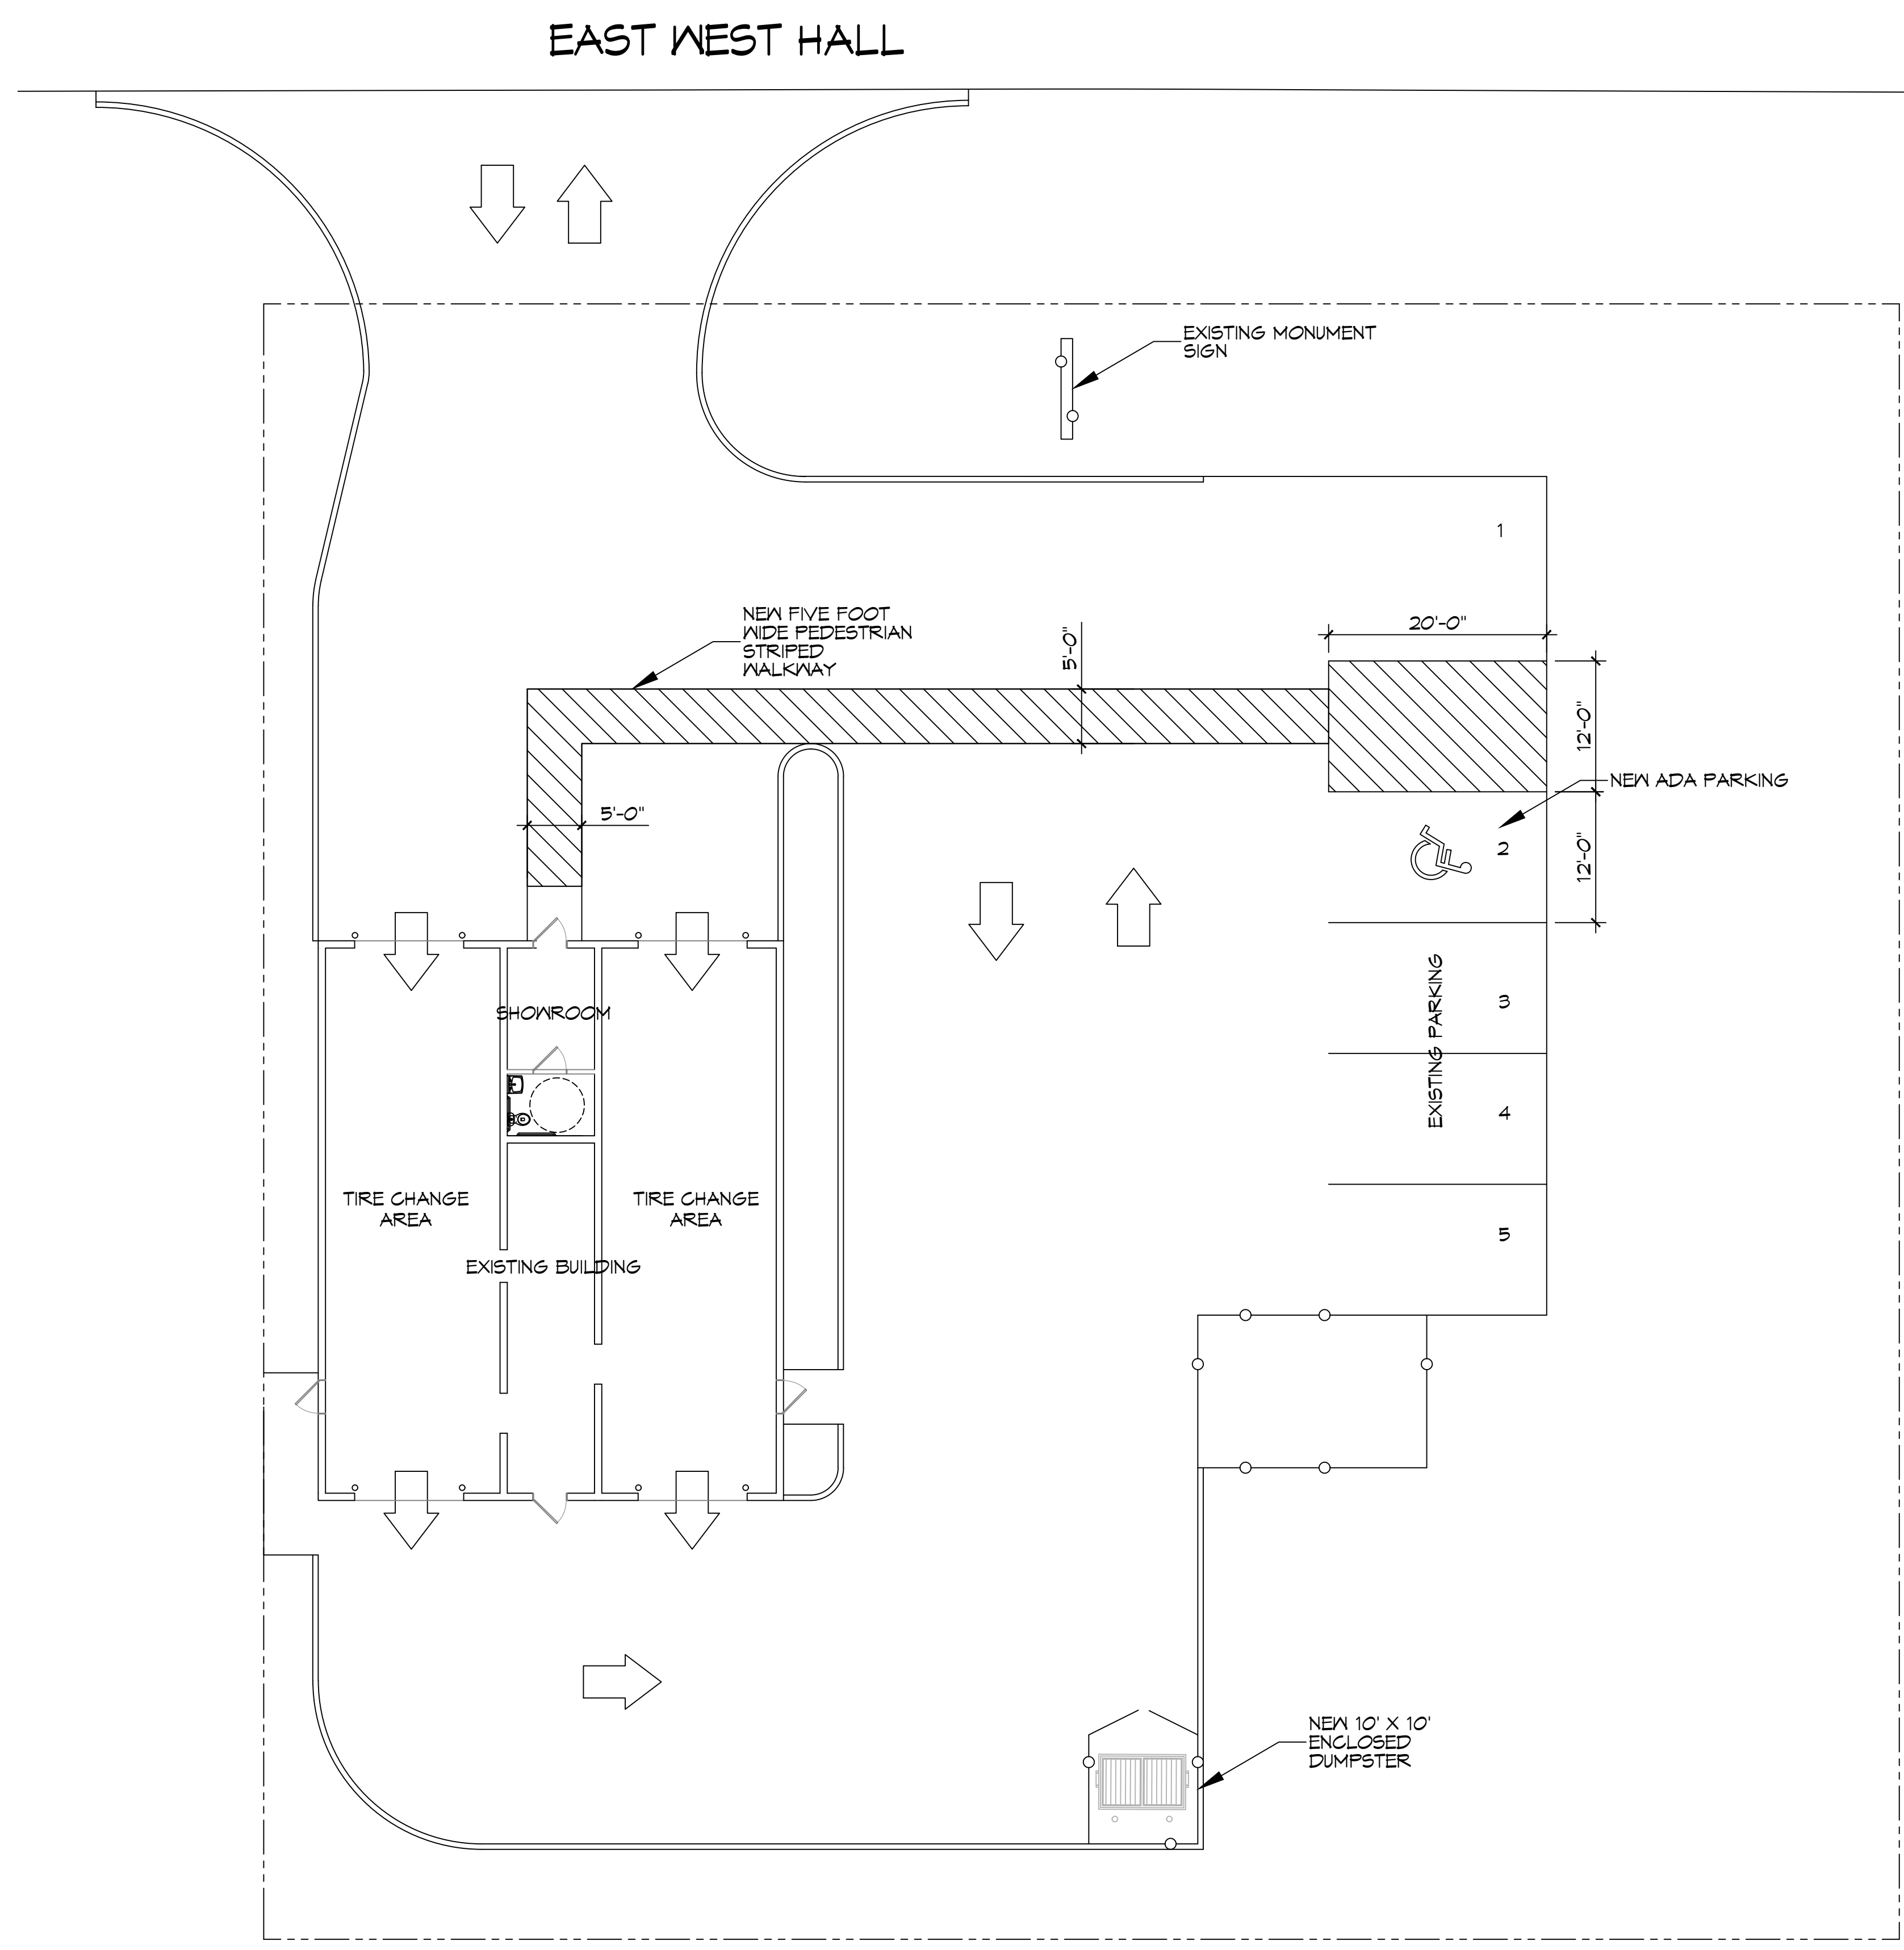 EAST WEST HALL
EXISTING MONUMENT
SIGN
1
NEW FIVE FOOT
WIDE PEDESTRIAN
STRIPED
WALKWAY
5'-0"
20'-0"
12'-0"
NEW ADA PARKING
5'-0"
2
12'-0"
EXISTING PARKING
3
SHOWROOM
4
TIRE CHANGE
AREA
TIRE CHANGE
AREA
5
EXISTING BUILDING
NEW 10' X 10'
ENCLOSED
DUMPSTER